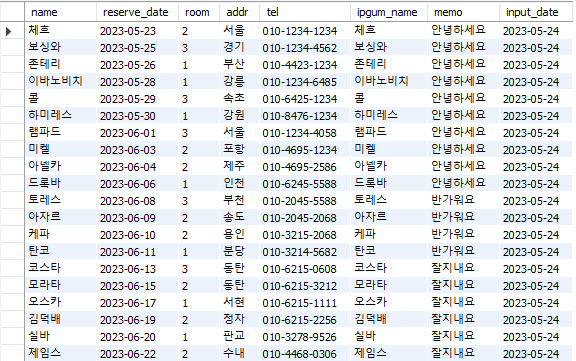 name reserve_date room addr tel ipgum_name memo input_date
체흐 2023-05-23 2 서울 010-1234-1234 체흐 안녕하세요 2023-05-24
보싱와 2023-05-25 3 경기 010-1234-4562 보싱와 안녕하세요 2023-05-24
존테리 2023-05-26 1 부산 010-4423-1234 존테리 안녕하세요 2023-05-24
이바노비치 2023-05-28 1 강릉 010-1234-6485 이바노비치 안녕하세요 2023-05-24
콜 2023-05-29 3 속초 010-6425-1234 콜 안녕하세요 2023-05-24
하미레스 2023-05-30 1 강원 010-8476-1234 하미레스 안녕하세요 2023-05-24
램파드 2023-06-01 3 서울 010-1234-4058 램파드 안녕하세요 2023-05-24
미켈 2023-06-03 2 포항 010-4695-1234 미켈 안녕하세요 2023-05-24
아넬카 2023-06-04 2 제주 010-4695-2586 아넬카 안녕하세요 2023-05-24
드록바 2023-06-06 1 인천 010-6245-5588 드록바 안녕하세요 2023-05-24
토레스 2023-06-08 3 부천 010-2045-5588 토레스 반가워요 2023-05-24
아자르 2023-06-09 2 송도 010-2045-2068 아자르 반가워요 2023-05-24
케파 2023-06-10 2 용인 010-3215-2068 케파 반가워요 2023-05-24
탄코 2023-06-11 1 분당 010-3214-5682 탄코 반가워요 2023-05-24
코스타 2023-06-13 3 동탄 010-6215-0608 코스타 잘지내요 2023-05-24
모라타 2023-06-15 2 동탄 010-6215-3212 모라타 잘지내요 2023-05-24
오스카 2023-06-17 1 서현 010-6215-1111 오스카 잘지내요 2023-05-24
김덕배 2023-06-19 2 정자 010-6215-2256 김덕배 잘지내요 2023-05-24
실바 2023-06-20 1 판교 010-3278-9526 실바 잘지내요 2023-05-24
제임스 2023-06-22 2 수내 010-4468-0306 제임스 잘지내요 2023-05-24